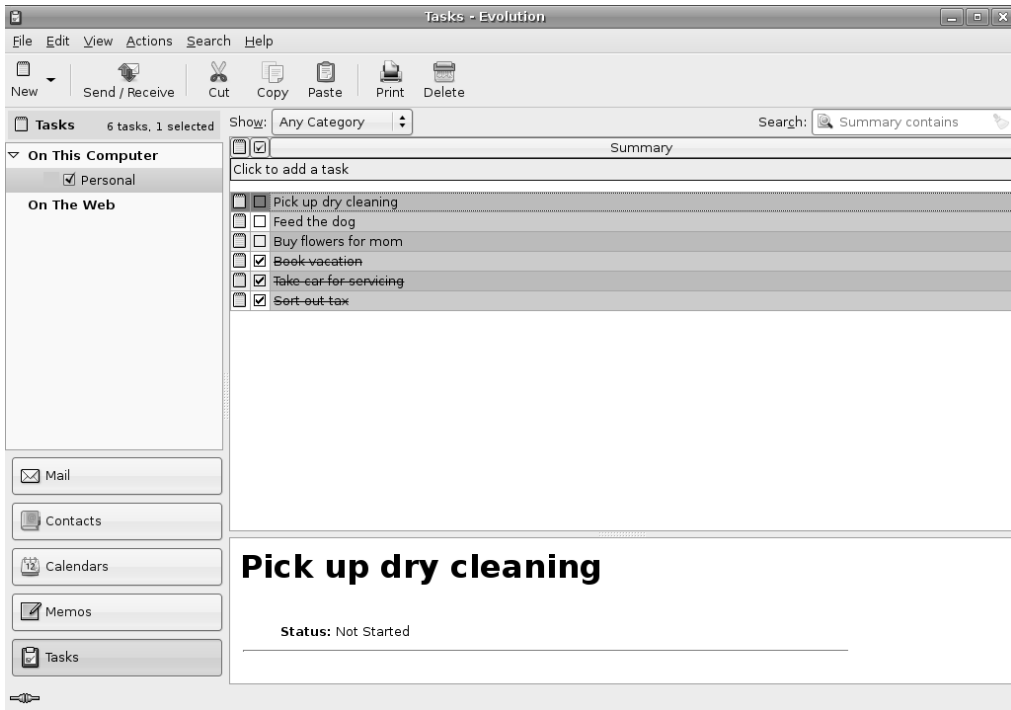 Tasks - Evolution
File Edit View Actions Search Help
New Send / Receive Cut Copy Paste Print Delete
Tasks 6 tasks, 1 selected
Show: Any Category Search: Summary contains
On This Computer
Personal
On The Web
Summary
Click to add a task
Pick up dry cleaning
Feed the dog
Buy flowers for mom
Book vacation
Take car for servicing
Sort out tax
Mail
Contacts
12 Calendars
Memos
Tasks
Pick up dry cleaning
Status: Not Started